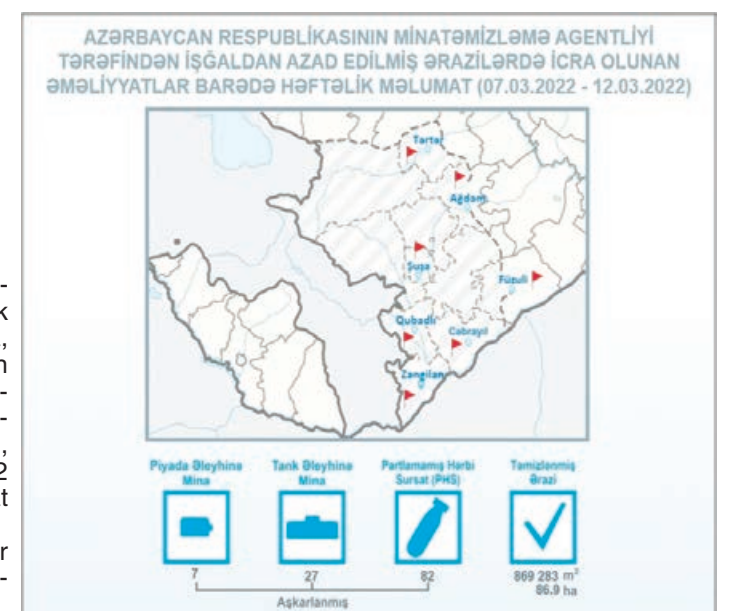 AZƏRBAYCAN RESPUBLİKASININ MİNATƏMİZLƏMƏ AGENTLİYİ
TƏRƏFİNDƏN İŞĞALDAN AZAD EDİLMİŞ ƏRAZİLƏRDƏ İCRA OLUNAN
ƏMƏLİYYATLAR BARƏDƏ HƏFTƏLİK MƏLUMAT (07.03.2022 - 12.03.2022)
Tərtər
Ağdam
Şuşa
Füzuli
Qubadlı
Cəbrayıl
Zəngilan
Piyada Əleyhinə
Mina
Tank Əleyhinə
Mina
Partlamamış Hərbi
Sursat (PHS)
Təmizlənmiş
Ərazi
7
27
82
869 283 m²
86.9 ha
Aşkarlanmış